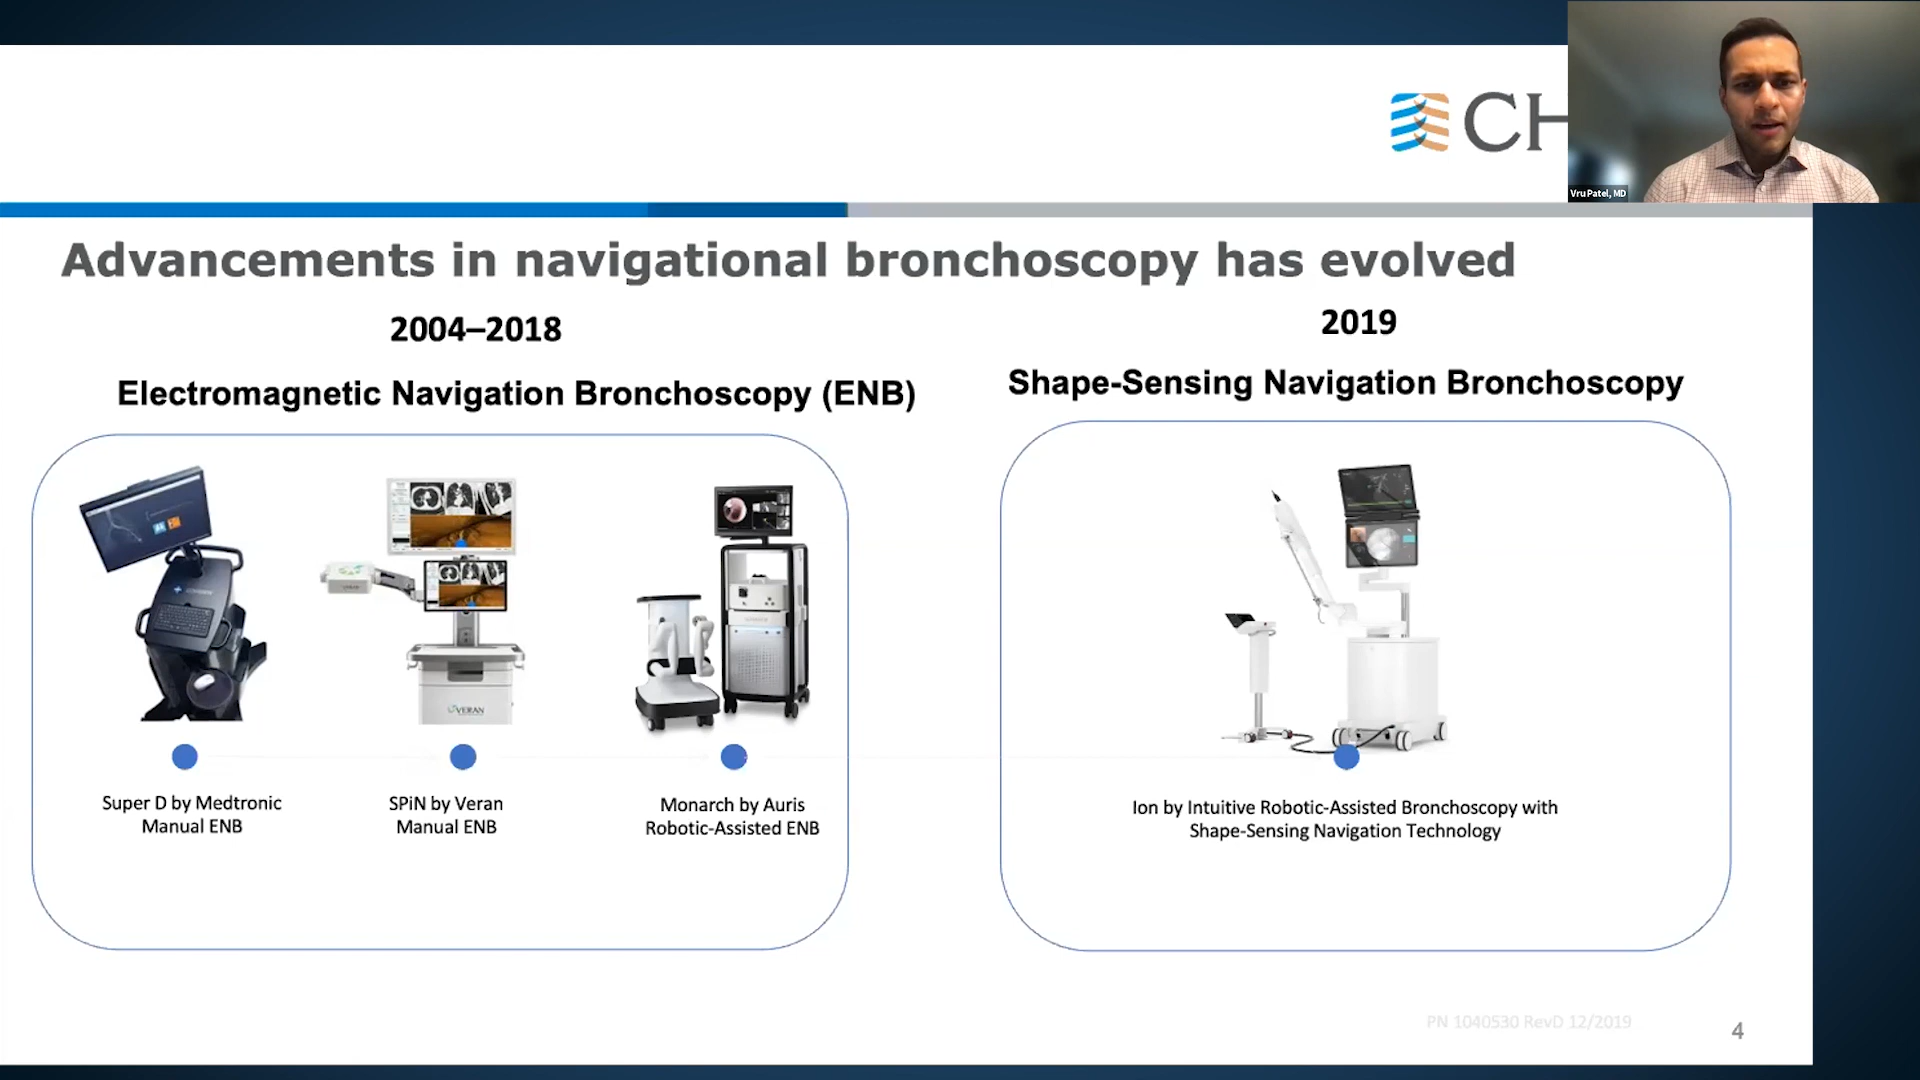 CH
Vru Patel, MD
Advancements in navigational bronchoscopy has evolved
2004–2018
2019
Electromagnetic Navigation Bronchoscopy (ENB)
Shape-Sensing Navigation Bronchoscopy
VERAN
Super D by Medtronic
Manual ENB
SPiN by Veran
Manual ENB
Monarch by Auris
Robotic-Assisted ENB
Ion by Intuitive Robotic-Assisted Bronchoscopy with
Shape-Sensing Navigation Technology
PN 1040530 RevD 12/2019
4